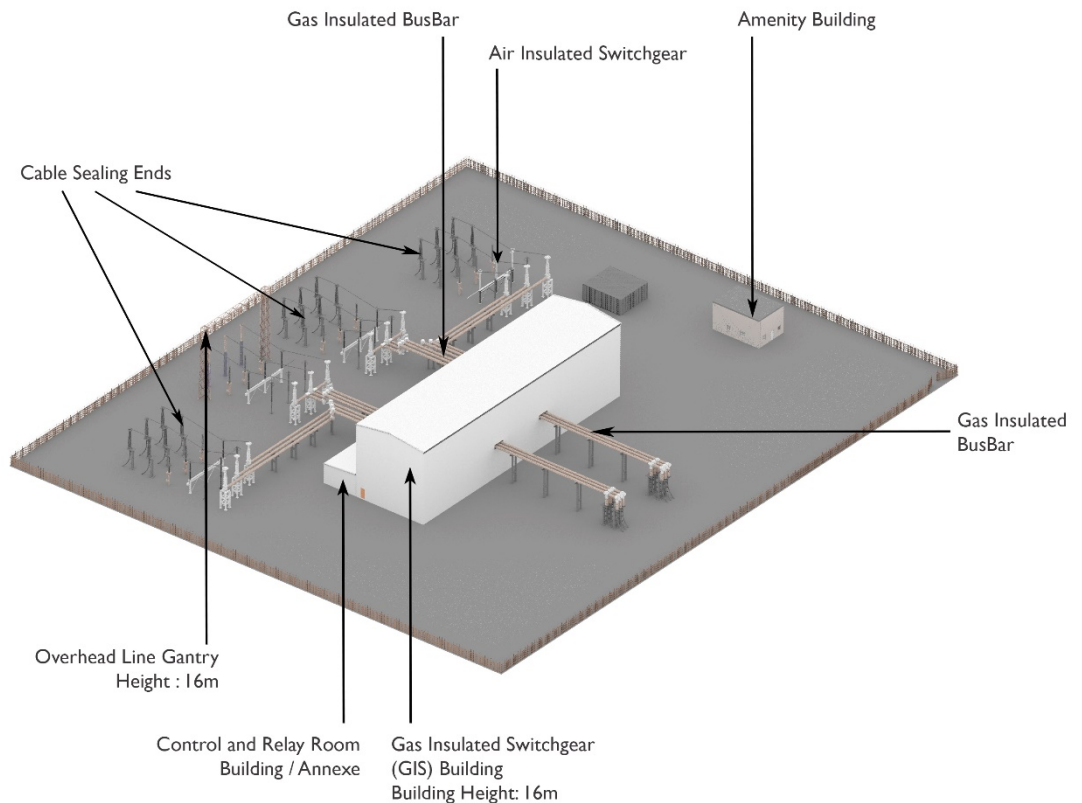 Gas Insulated BusBar
Amenity Building
Air Insulated Switchgear
Cable Sealing Ends
Gas Insulated
BusBar
Overhead Line Gantry
Height : 16m
Control and Relay Room
Building / Annexe
Gas Insulated Switchgear
(GIS) Building
Building Height: 16m